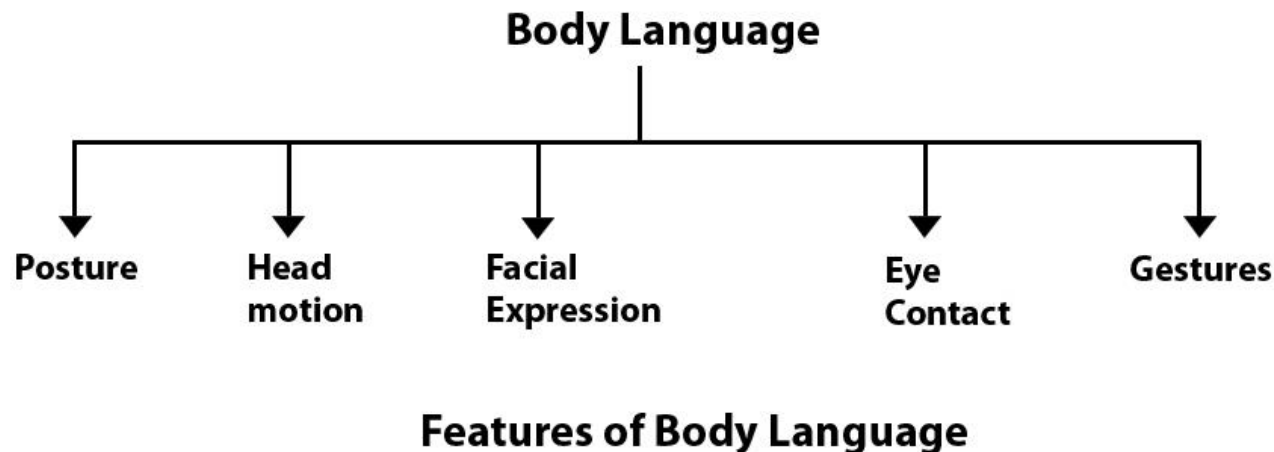 Body Language
Posture
Head
motion
Facial
Expression
Eye
Contact
Gestures
Features of Body Language